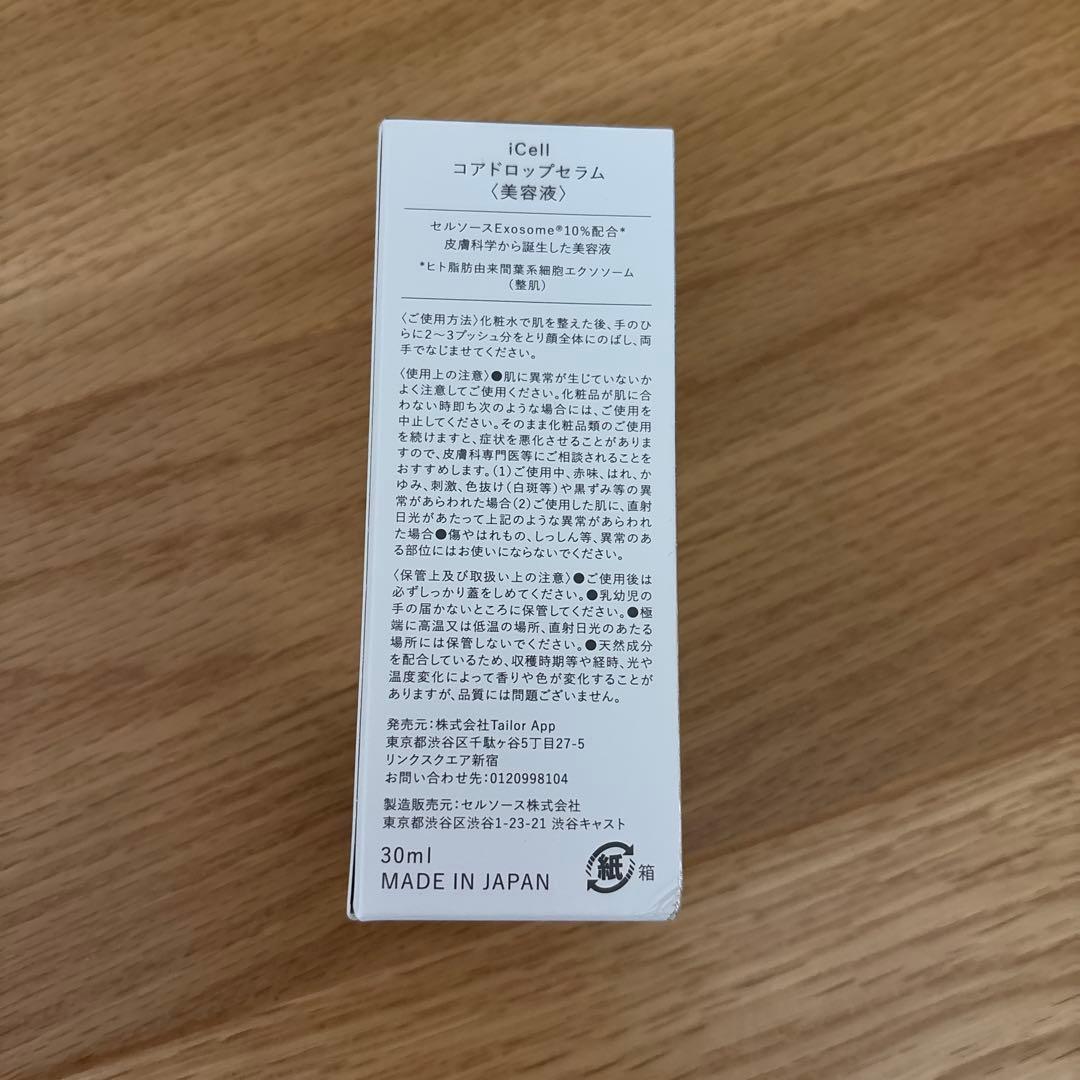 iCell
コアドロップセラム
〈美容液〉
セルソースExosome®10%配合*
皮膚科学から誕生した美容液
*ヒト脂肪由来間葉系細胞エクソソーム
(整肌)
〈ご使用方法〉化粧水で肌を整えた後、手のひ
らに2〜3プッシュ分をとり顔全体にのばし、両
手でなじませてください。
〈使用上の注意〉●肌に異常が生じていないか
よく注意してご使用ください。化粧品が肌に合
わない時即ち次のような場合には、ご使用を
中止してください。そのまま化粧品類のご使用
を続けますと、症状を悪化させることがありま
すので、皮膚科専門医等にご相談されることを
おすすめします。(1)ご使用中、赤味、はれ、か
ゆみ、刺激、色抜け(白斑等)や黒ずみ等の異
常があらわれた場合(2)ご使用した肌に、直射
日光があたって上記のような異常があらわれ
た場合●傷やはれもの、しっしん等、異常のあ
る部位にはお使いにならないでください。
〈保管上及び取扱い上の注意〉●ご使用後は
必ずしっかり蓋をしめてください。●乳幼児の
手の届かないところに保管してください。●極
端に高温又は低温の場所、直射日光のあたる
場所には保管しないでください。●天然成分
を配合しているため、収穫時期等や経時、光や
温度変化によって香りや色が変化することが
ありますが、品質には問題ございません。
発売元:株式会社Tailor App
東京都渋谷区千駄ヶ谷5丁目27-5
リンクスクエア新宿
お問い合わせ先:0120998104
製造販売元:セルソース株式会社
東京都渋谷区渋谷1-23-21 渋谷キャスト
30ml
MADE IN JAPAN
紙 箱